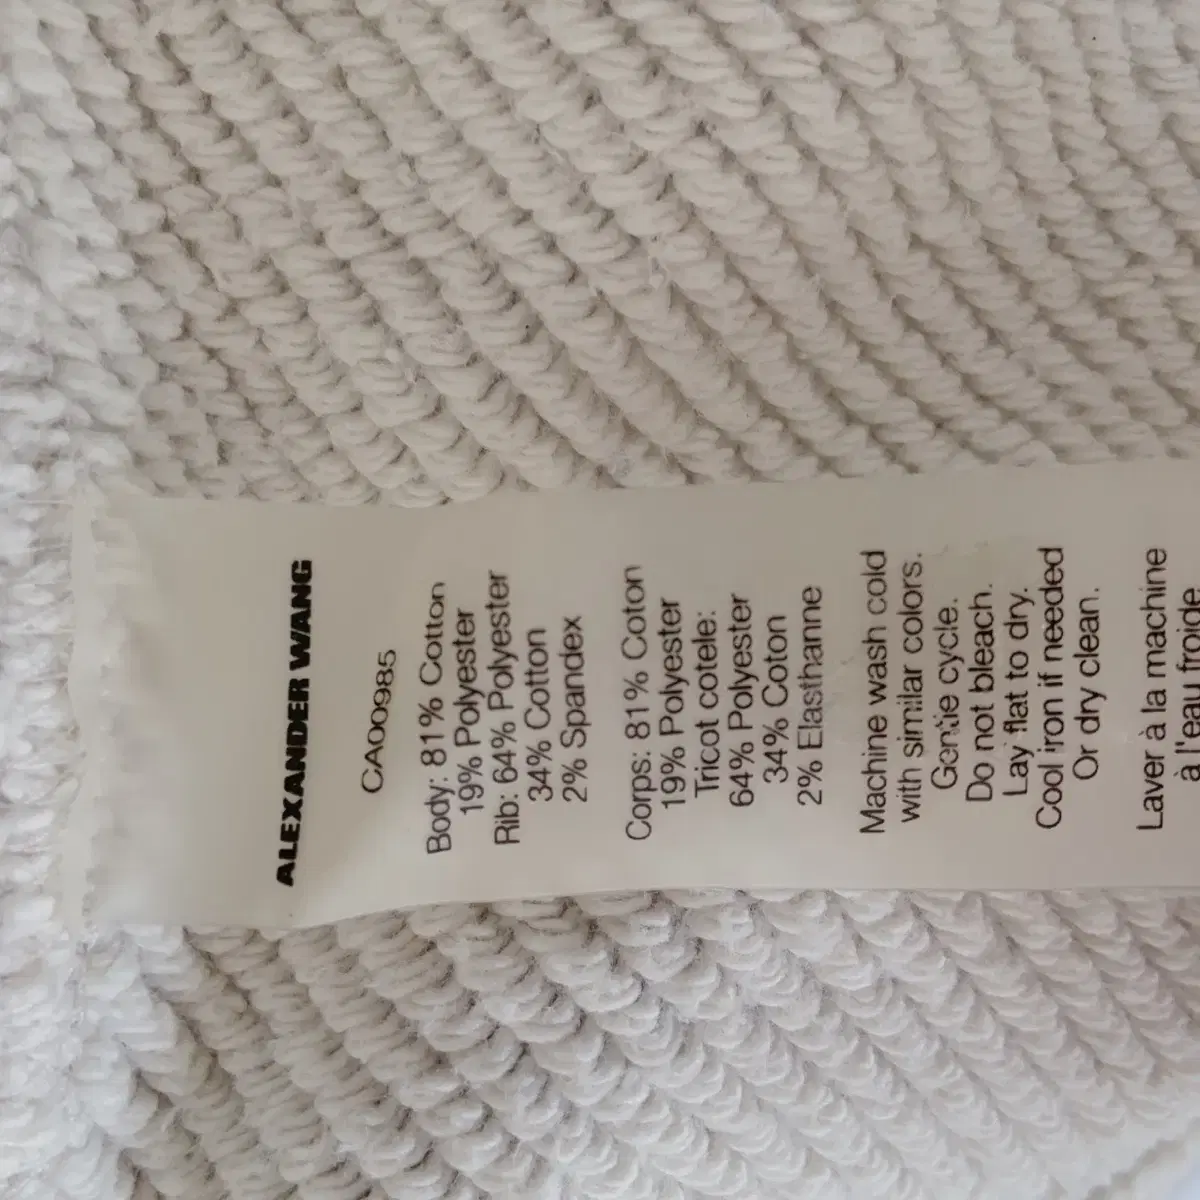 ALEXANDER WANG
CA00985
Body: 81% Cotton
19% Polyester
Rib: 64% Polyester
34% Cotton
2% Spandex
Corps: 81% Coton
19% Polyester
Tricot cotele:
64% Polyester
34% Coton
2% Elasthanne
Machine wash cold
with similar colors.
Gentle cycle.
Do not bleach.
Lay flat to dry.
Cool iron if needed
Or dry clean.
Laver à la machine
à l'eau froide